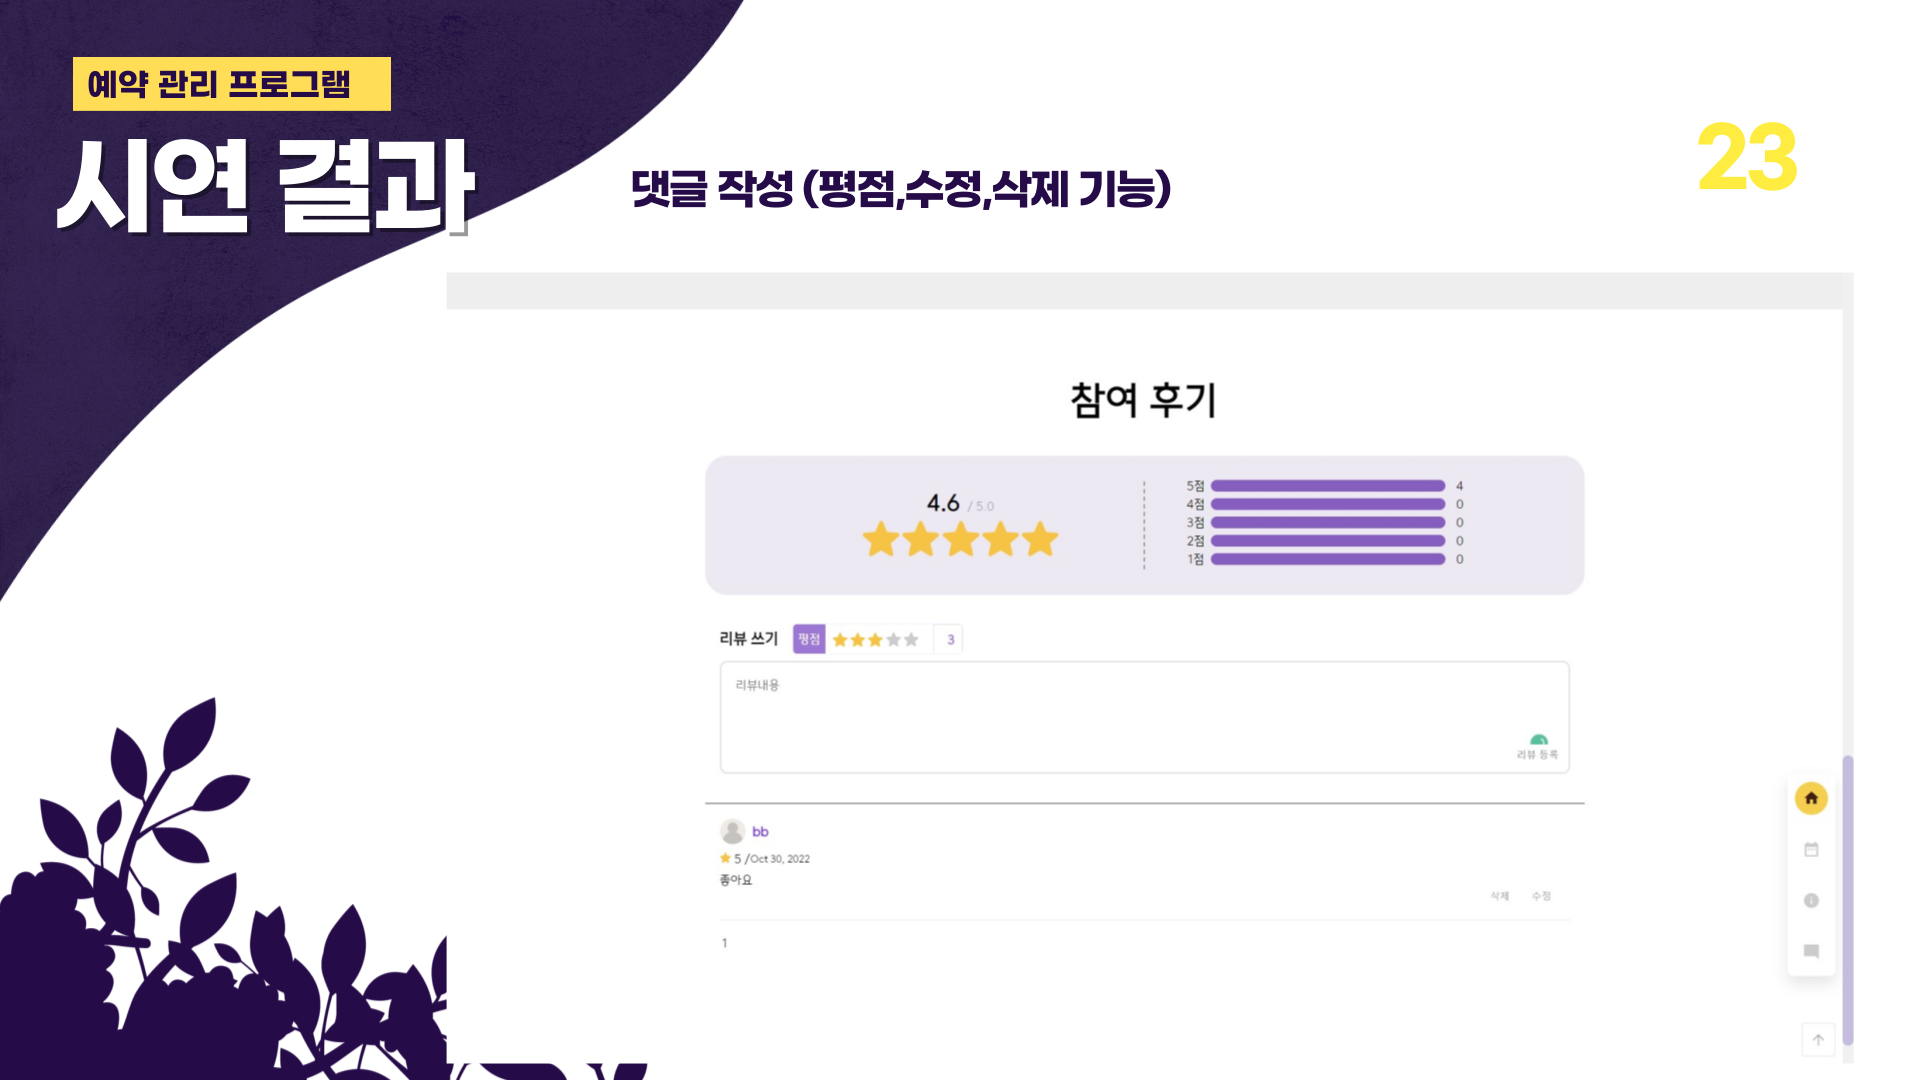 예약 관리 프로그램
시연 결과
댓글 작성 (평점,수정,삭제 기능)
23
참여 후기
4.6 / 5.0
5점 4
4점 0
3점 0
2점 0
1점 0
리뷰 쓰기 평점 3
리뷰내용
리뷰 등록
bb
5 /Oct 30, 2022
좋아요
삭제 수정
1